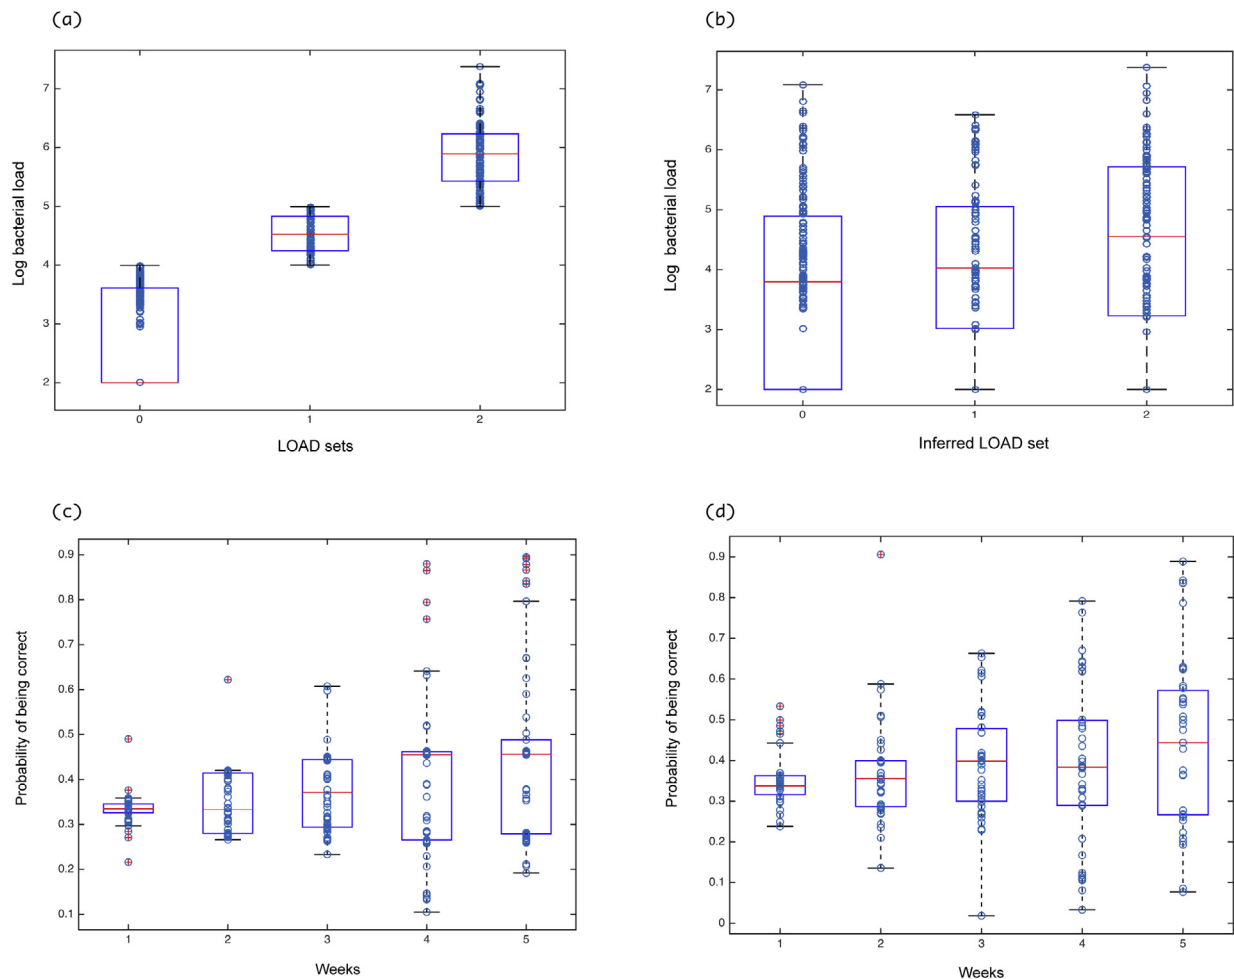 (a)
7
6
5
4
3
2
0 1 2
Log bacterial load
LOAD sets
(b)
7
6
5
4
3
2
0 1 2
Log bacterial load
Inferred LOAD set
(c)
0.9
0.8
0.7
0.6
0.5
0.4
0.3
0.2
0.1
1 2 3 4 5
Probability of being correct
Weeks
(d)
0.9
0.8
0.7
0.6
0.5
0.4
0.3
0.2
0.1
0
1 2 3 4 5
Probability of being correct
Weeks